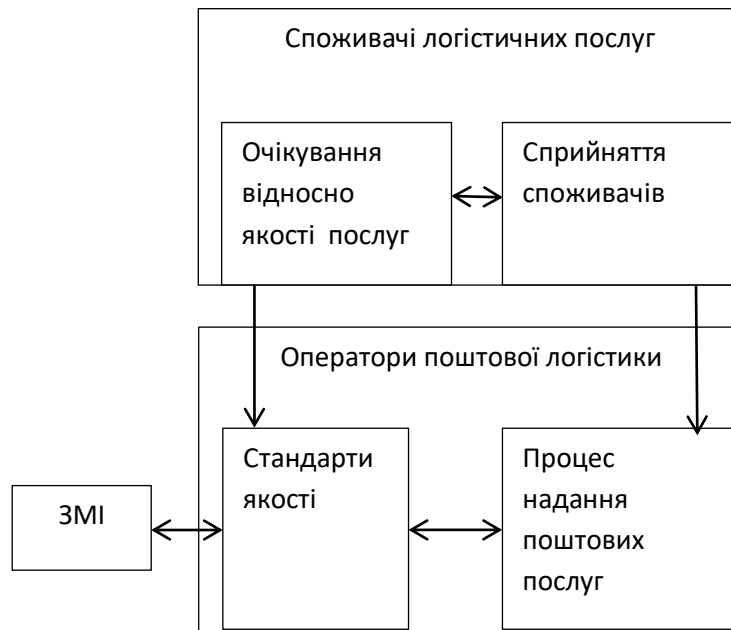 Споживачі логістичних послуг
Очікування
відносно
якості послуг
Сприйняття
споживачів
Оператори поштової логістики
Стандарти
якості
Процес
надання
поштових
послуг
ЗМІ